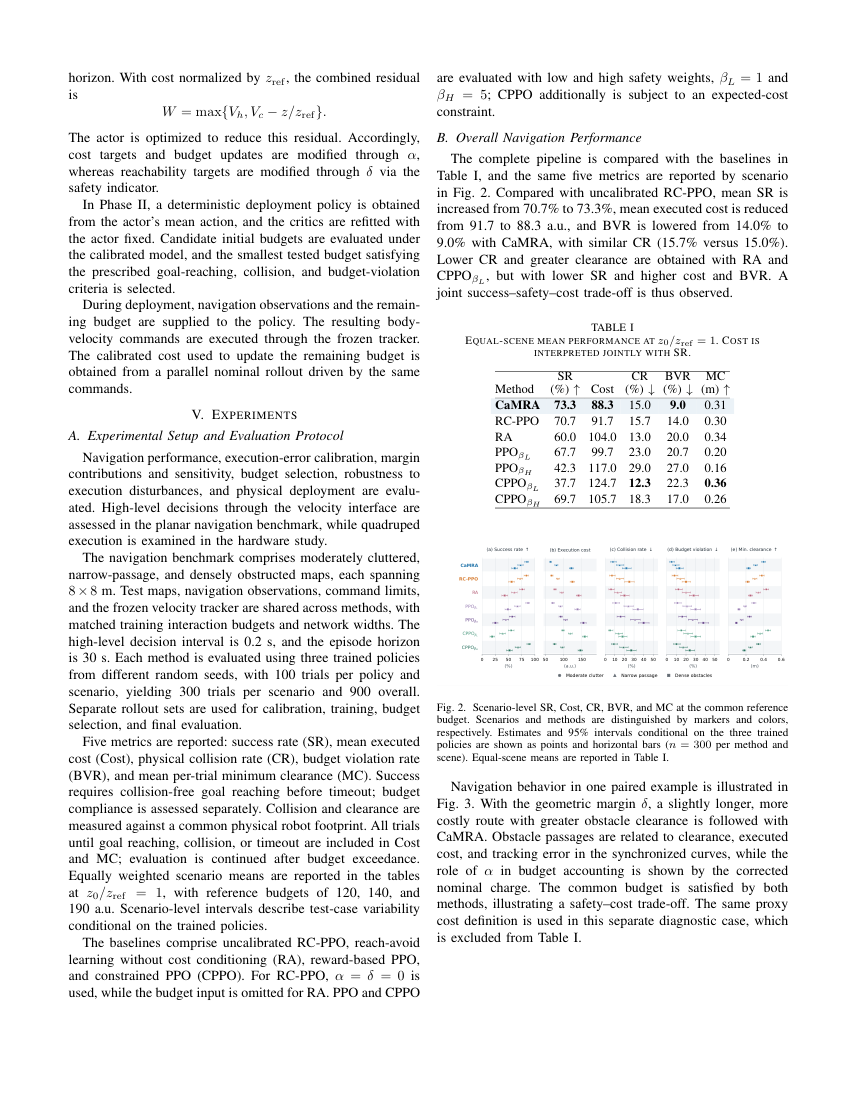 horizon. With cost normalized by z_ref, the combined residual
is
W = max{V_h, V_c − z/z_ref}.
The actor is optimized to reduce this residual. Accordingly,
cost targets and budget updates are modified through α,
whereas reachability targets are modified through δ via the
safety indicator.
In Phase II, a deterministic deployment policy is obtained
from the actor's mean action, and the critics are refitted with
the actor fixed. Candidate initial budgets are evaluated under
the calibrated model, and the smallest tested budget satisfying
the prescribed goal-reaching, collision, and budget-violation
criteria is selected.
During deployment, navigation observations and the remain-
ing budget are supplied to the policy. The resulting body-
velocity commands are executed through the frozen tracker.
The calibrated cost used to update the remaining budget is
obtained from a parallel nominal rollout driven by the same
commands.
V. EXPERIMENTS
A. Experimental Setup and Evaluation Protocol
Navigation performance, execution-error calibration, margin
contributions and sensitivity, budget selection, robustness to
execution disturbances, and physical deployment are evalu-
ated. High-level decisions through the velocity interface are
assessed in the planar navigation benchmark, while quadruped
execution is examined in the hardware study.
The navigation benchmark comprises moderately cluttered,
narrow-passage, and densely obstructed maps, each spanning
8 × 8 m. Test maps, navigation observations, command limits,
and the frozen velocity tracker are shared across methods, with
matched training interaction budgets and network widths. The
high-level decision interval is 0.2 s, and the episode horizon
is 30 s. Each method is evaluated using three trained policies
from different random seeds, with 100 trials per policy and
scenario, yielding 300 trials per scenario and 900 overall.
Separate rollout sets are used for calibration, training, budget
selection, and final evaluation.
Five metrics are reported: success rate (SR), mean executed
cost (Cost), physical collision rate (CR), budget violation rate
(BVR), and mean per-trial minimum clearance (MC). Success
requires collision-free goal reaching before timeout; budget
compliance is assessed separately. Collision and clearance are
measured against a common physical robot footprint. All trials
until goal reaching, collision, or timeout are included in Cost
and MC; evaluation is continued after budget exceedance.
Equally weighted scenario means are reported in the tables
at z_0/z_ref = 1, with reference budgets of 120, 140, and
190 a.u. Scenario-level intervals describe test-case variability
conditional on the trained policies.
The baselines comprise uncalibrated RC-PPO, reach-avoid
learning without cost conditioning (RA), reward-based PPO,
and constrained PPO (CPPO). For RC-PPO, α = δ = 0 is
used, while the budget input is omitted for RA. PPO and CPPO
are evaluated with low and high safety weights, β_L = 1 and
β_H = 5; CPPO additionally is subject to an expected-cost
constraint.
B. Overall Navigation Performance
The complete pipeline is compared with the baselines in
Table I, and the same five metrics are reported by scenario
in Fig. 2. Compared with uncalibrated RC-PPO, mean SR is
increased from 70.7% to 73.3%, mean executed cost is reduced
from 91.7 to 88.3 a.u., and BVR is lowered from 14.0% to
9.0% with CaMRA, with similar CR (15.7% versus 15.0%).
Lower CR and greater clearance are obtained with RA and
CPPO_β_L, but with lower SR and higher cost and BVR. A
joint success–safety–cost trade-off is thus observed.
TABLE I
EQUAL-SCENE MEAN PERFORMANCE AT z_0/z_ref = 1. COST IS
INTERPRETED JOINTLY WITH SR.
SR CR BVR MC
Method (%) ↑ Cost (%) ↓ (%) ↓ (m) ↑
CaMRA 73.3 88.3 15.0 9.0 0.31
RC-PPO 70.7 91.7 15.7 14.0 0.30
RA 60.0 104.0 13.0 20.0 0.34
PPO_β_L 67.7 99.7 23.0 20.7 0.20
PPO_β_H 42.3 117.0 29.0 27.0 0.16
CPPO_β_L 37.7 124.7 12.3 22.3 0.36
CPPO_β_H 69.7 105.7 18.3 17.0 0.26
(a) Success rate ↑ (b) Execution cost (c) Collision rate ↓ (d) Budget violation ↓ (e) Min. clearance ↑
CaMRA
RC-PPO
RA
PPO_β_L
PPO_β_H
CPPO_β_L
CPPO_β_H
0 25 50 75 100 50 100 150 0 10 20 30 40 50 0 10 20 30 40 50 0.2 0.4 0.6
(%) (a.u.) (%) (%) (m)
Moderate clutter Narrow passage Dense obstacles
Fig. 2. Scenario-level SR, Cost, CR, BVR, and MC at the common reference
budget. Scenarios and methods are distinguished by markers and colors,
respectively. Estimates and 95% intervals conditional on the three trained
policies are shown as points and horizontal bars (n = 300 per method and
scene). Equal-scene means are reported in Table I.
Navigation behavior in one paired example is illustrated in
Fig. 3. With the geometric margin δ, a slightly longer, more
costly route with greater obstacle clearance is followed with
CaMRA. Obstacle passages are related to clearance, executed
cost, and tracking error in the synchronized curves, while the
role of α in budget accounting is shown by the corrected
nominal charge. The common budget is satisfied by both
methods, illustrating a safety–cost trade-off. The same proxy
cost definition is used in this separate diagnostic case, which
is excluded from Table I.